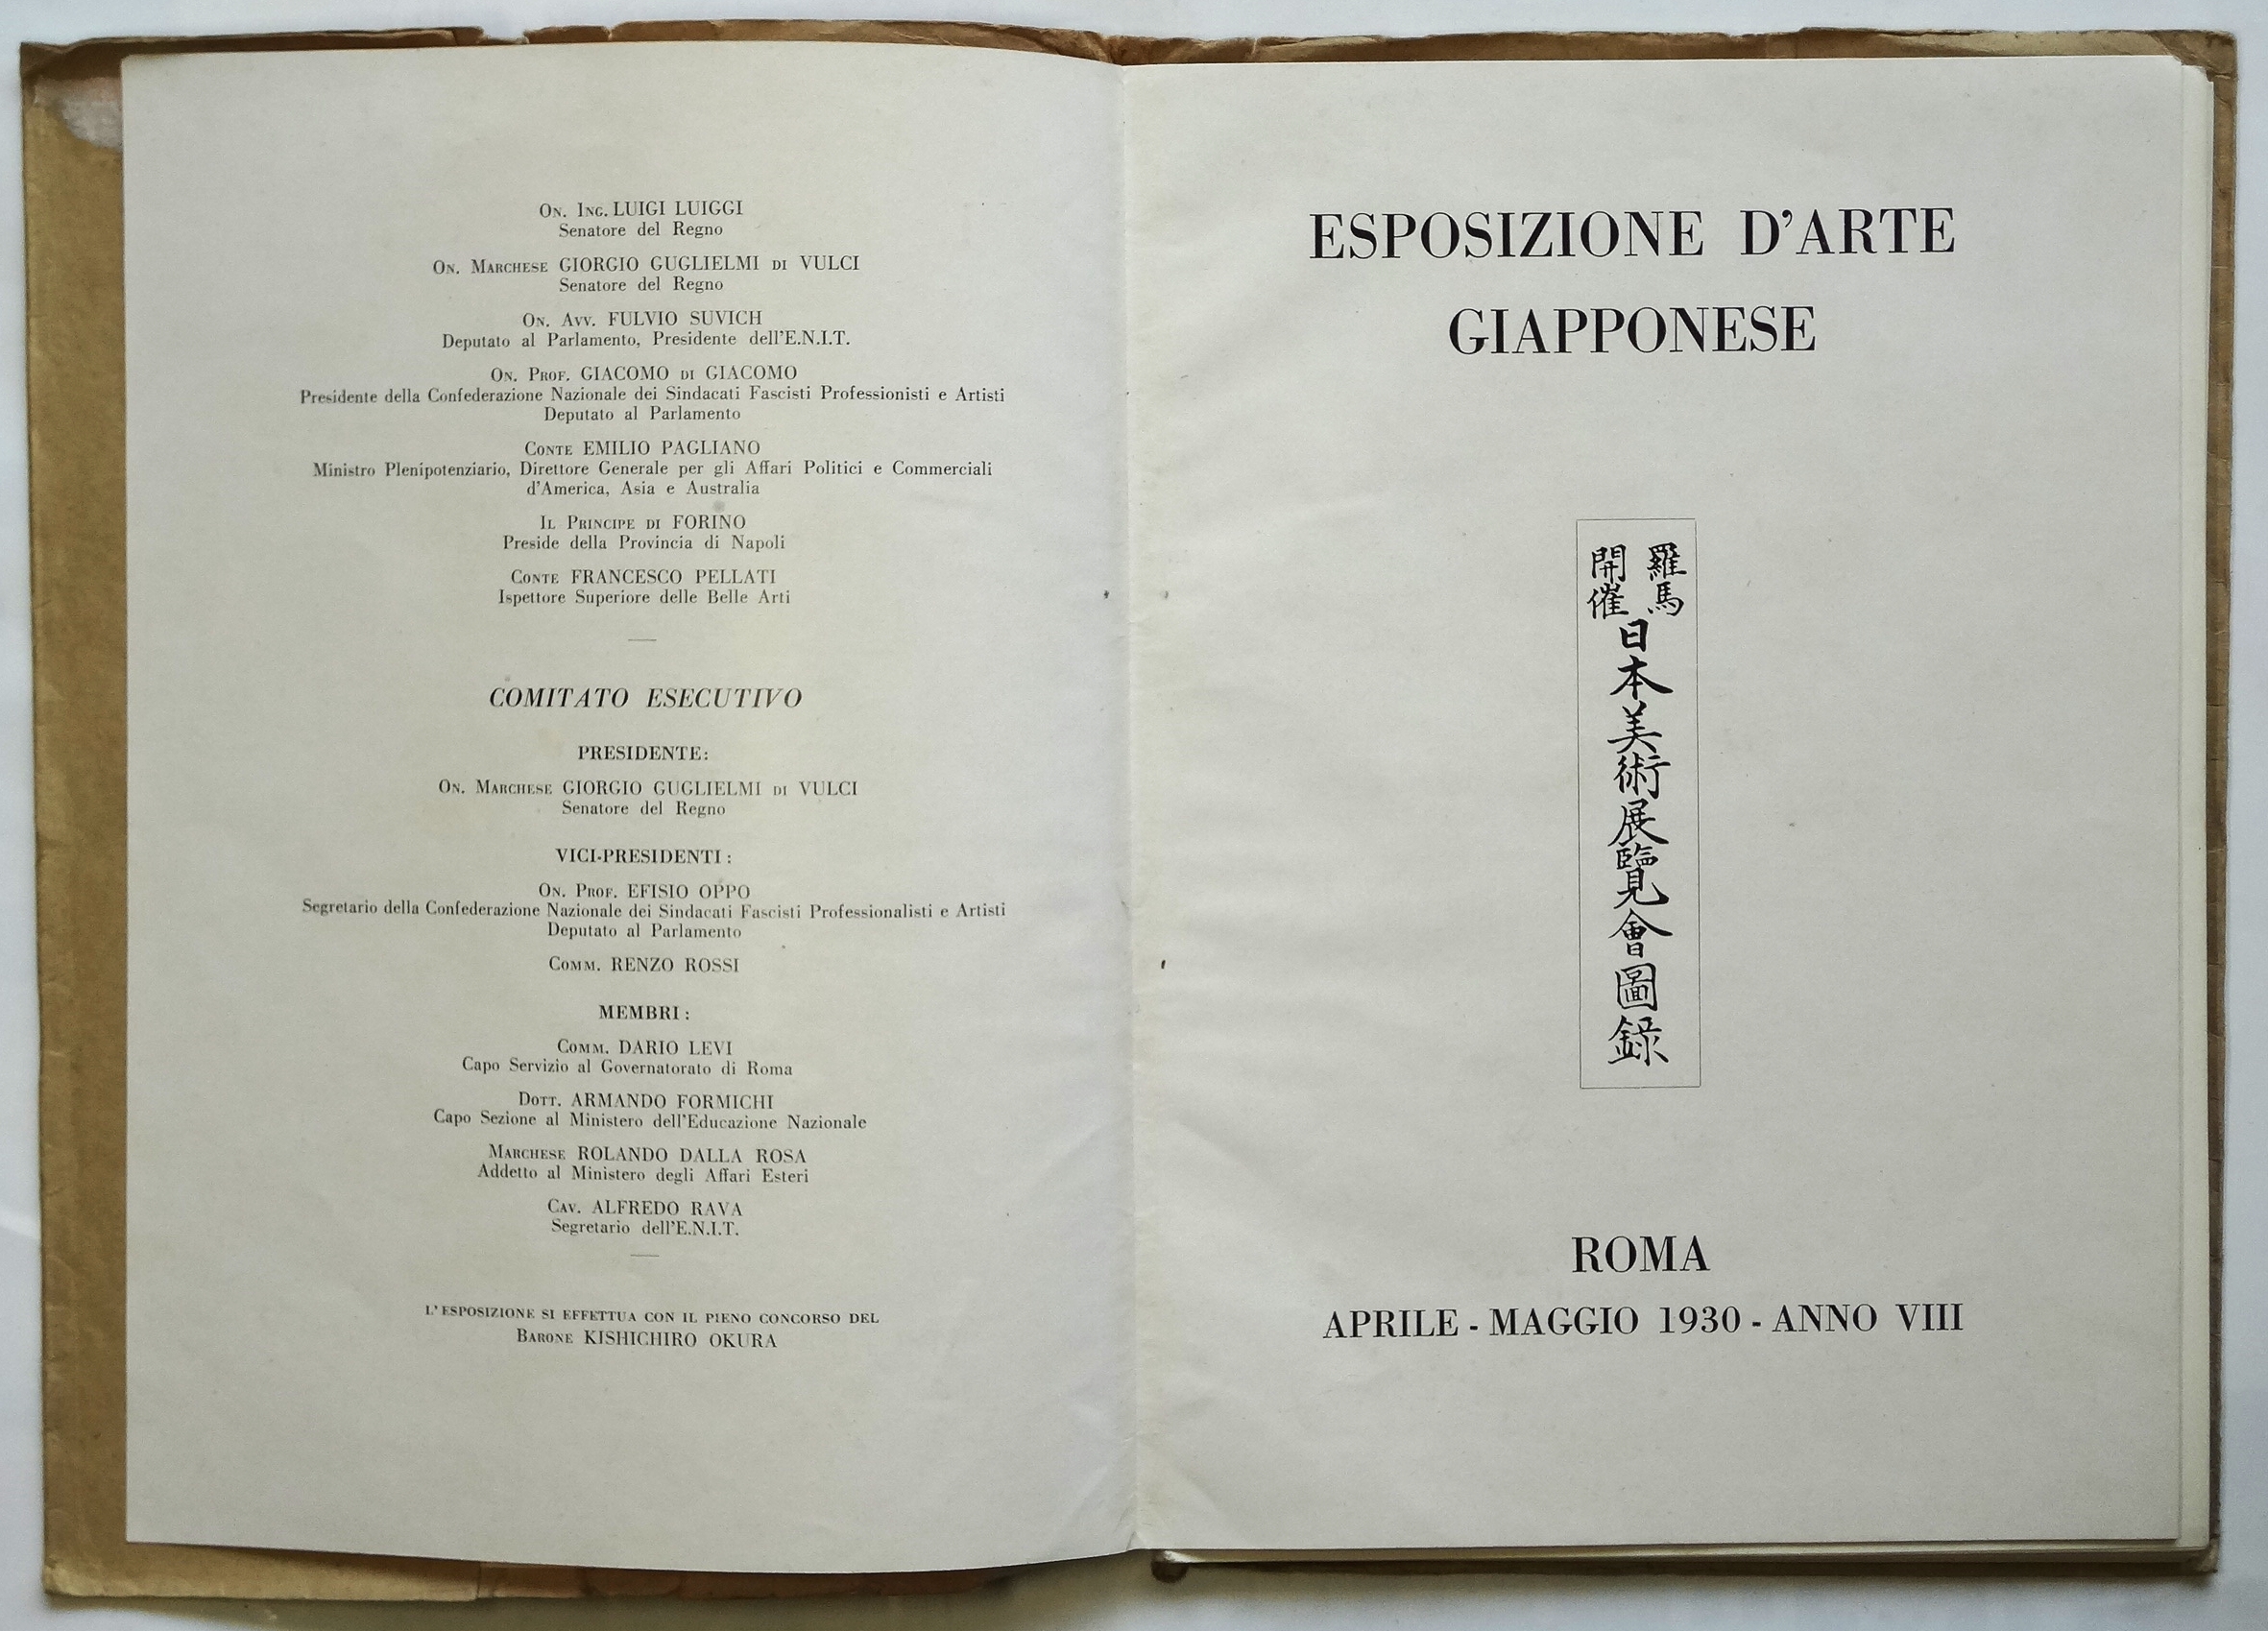 On. Ing. LUIGI LUIGGI
Senatore del Regno
On. Marchese GIORGIO GUGLIELMI di VULCI
Senatore del Regno
On. Avv. FULVIO SUVICH
Deputato al Parlamento, Presidente dell'E.N.I.T.
On. Prof. GIACOMO di GIACOMO
Presidente della Confederazione Nazionale dei Sindacati Fascisti Professionisti e Artisti
Deputato al Parlamento
Conte EMILIO PAGLIANO
Ministro Plenipotenziario, Direttore Generale per gli Affari Politici e Commerciali
d'America, Asia e Australia
Il Principe di FORINO
Preside della Provincia di Napoli
Conte FRANCESCO PELLATI
Ispettore Superiore delle Belle Arti
COMITATO ESECUTIVO
PRESIDENTE:
On. Marchese GIORGIO GUGLIELMI di VULCI
Senatore del Regno
VICI-PRESIDENTI:
On. Prof. EFISIO OPPO
Segretario della Confederazione Nazionale dei Sindacati Fascisti Professionalisti e Artisti
Deputato al Parlamento
Comm. RENZO ROSSI
MEMBRI:
Comm. DARIO LEVI
Capo Servizio al Governatorato di Roma
Dott. ARMANDO FORMICHI
Capo Sezione al Ministero dell'Educazione Nazionale
Marchese ROLANDO DALLA ROSA
Addetto al Ministero degli Affari Esteri
Cav. ALFREDO RAVA
Segretario dell'E.N.I.T.
L'ESPOSIZIONE SI EFFETTUA CON IL PIENO CONCORSO DEL
Barone KISHICHIRO OKURA
ESPOSIZIONE D'ARTE
GIAPPONESE
羅馬
開催
日本美術展覽會圖錄
ROMA
APRILE - MAGGIO 1930 - ANNO VIII